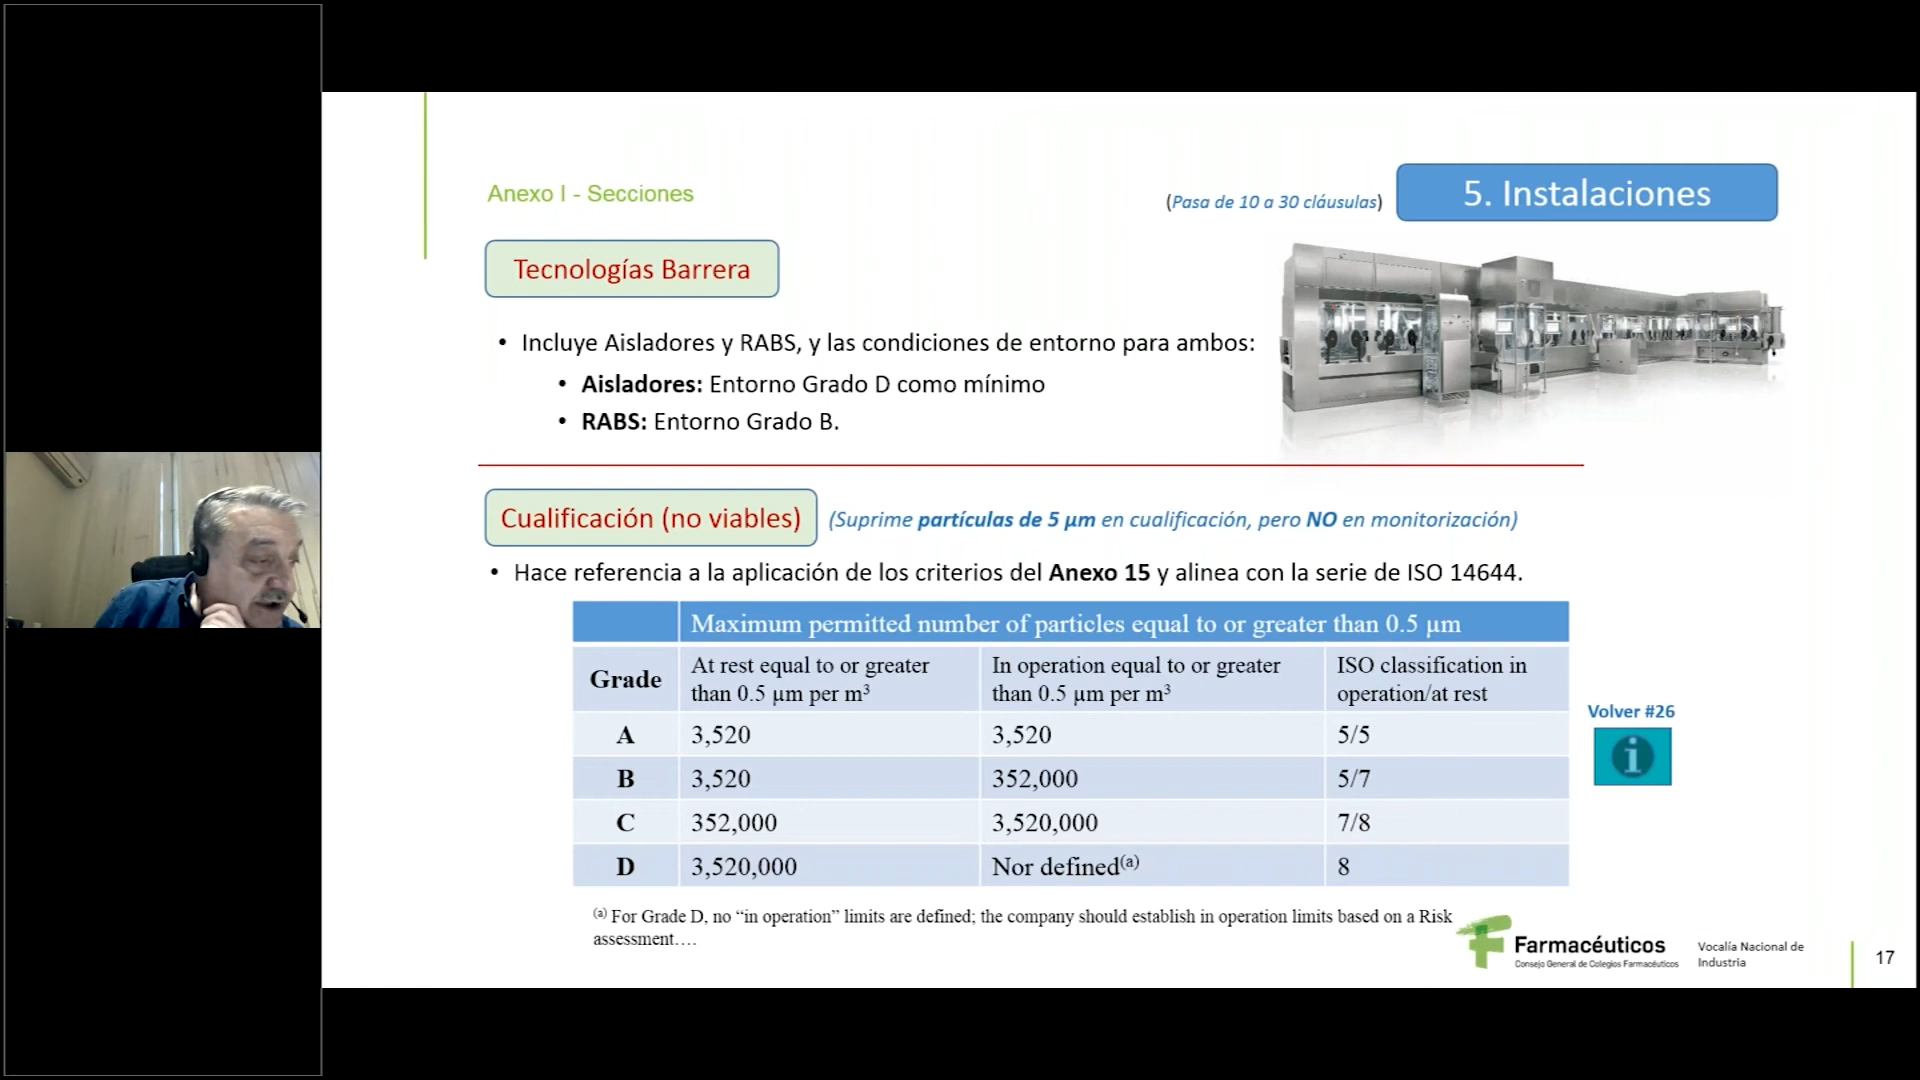 Anexo I - Secciones
(Pasa de 10 a 30 cláusulas)
5. Instalaciones
Tecnologías Barrera
• Incluye Aisladores y RABS, y las condiciones de entorno para ambos:
• Aisladores: Entorno Grado D como mínimo
• RABS: Entorno Grado B.
Cualificación (no viables)
(Suprime partículas de 5 µm en cualificación, pero NO en monitorización)
• Hace referencia a la aplicación de los criterios del Anexo 15 y alinea con la serie de ISO 14644.
Maximum permitted number of particles equal to or greater than 0.5 µm
Grade
At rest equal to or greater
than 0.5 µm per m³
In operation equal to or greater
than 0.5 µm per m³
ISO classification in
operation/at rest
A 3,520 3,520 5/5
B 3,520 352,000 5/7
C 352,000 3,520,000 7/8
D 3,520,000 Nor defined(a) 8
Volver #26
i
(a) For Grade D, no “in operation” limits are defined; the company should establish in operation limits based on a Risk
assessment….
Farmacéuticos
Consejo General de Colegios Farmacéuticos
Vocalía Nacional de
Industria
17